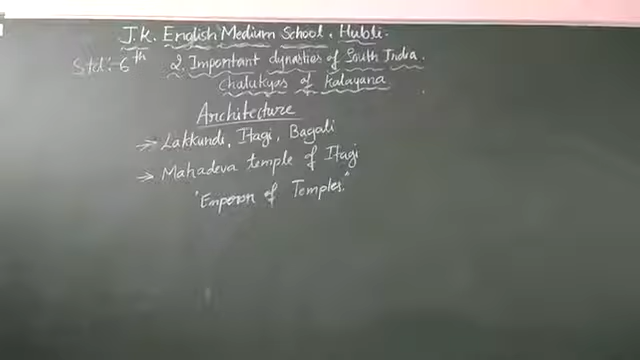 J.K. English Medium School, Hubli.
Std:- 6th 2. Important dynasties of South India.
Chalukyas of Kalayana
Architecture
→ Lakkundi, Itagi, Bagali
→ Mahadeva temple of Itagi
"Emperor of Temples."